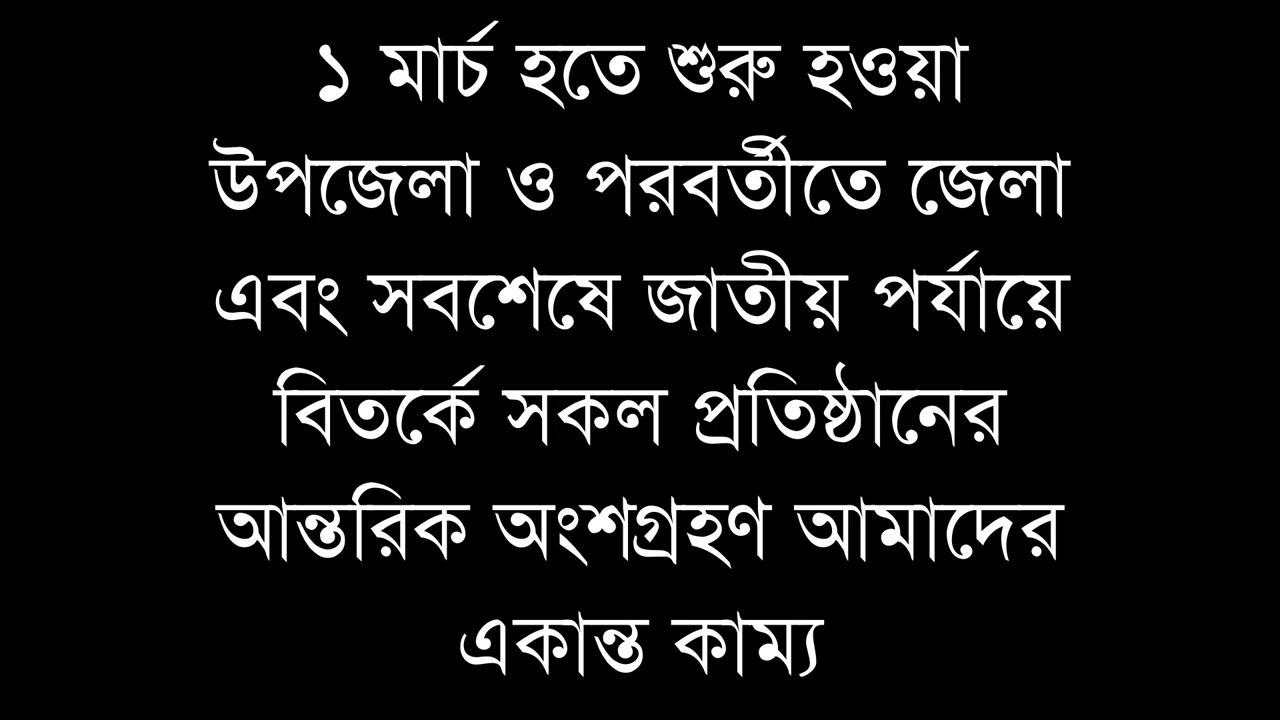 ১ মার্চ হতে শুরু হওয়া
উপজেলা ও পরবর্তীতে জেলা
এবং সবশেষে জাতীয় পর্যায়ে
বিতর্কে সকল প্রতিষ্ঠানের
আন্তরিক অংশগ্রহণ আমাদের
একান্ত কাম্য